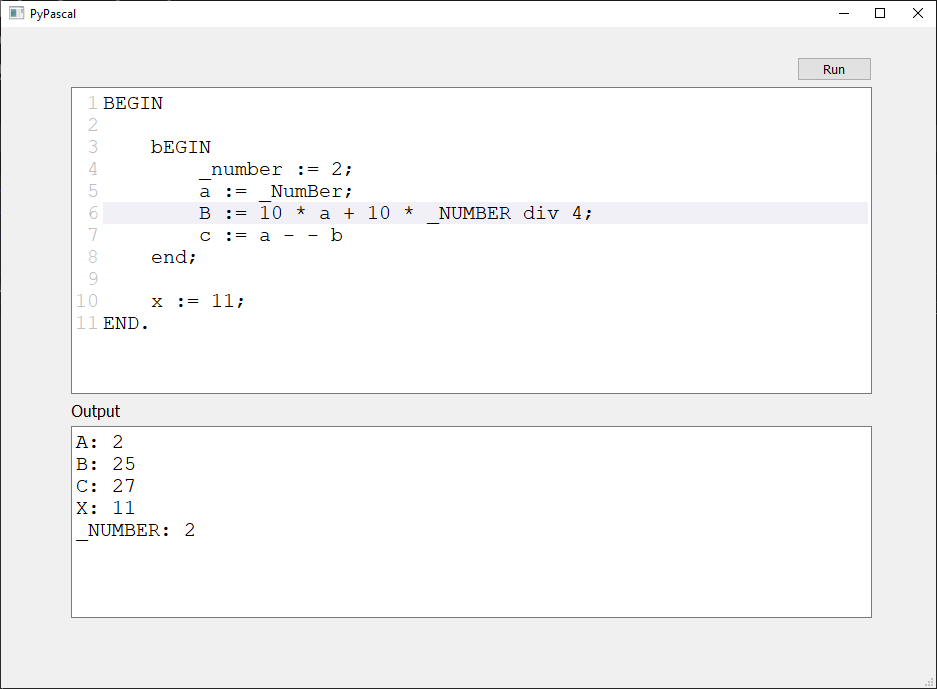 PyPascal
Run
1 BEGIN
2
3     bEGIN
4         _number := 2;
5         a := _NumBer;
6         B := 10 * a + 10 * _NUMBER div 4;
7         c := a - - b
8     end;
9
10     x := 11;
11 END.
Output
A: 2
B: 25
C: 27
X: 11
_NUMBER: 2